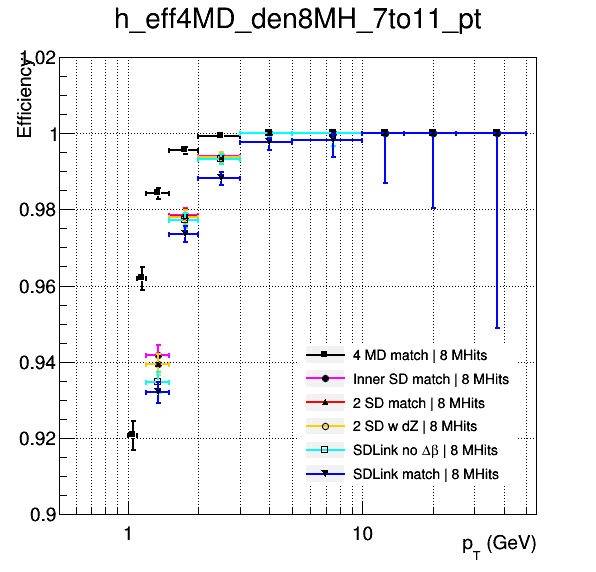 h_eff4MD_den8MH_7to11_pt
Efficiency
1.02
1
0.98
0.96
0.94
0.92
0.9
4 MD match | 8 MHits
Inner SD match | 8 MHits
2 SD match | 8 MHits
2 SD w dZ | 8 MHits
SDLink no Δβ | 8 MHits
SDLink match | 8 MHits
1
10
p_T (GeV)